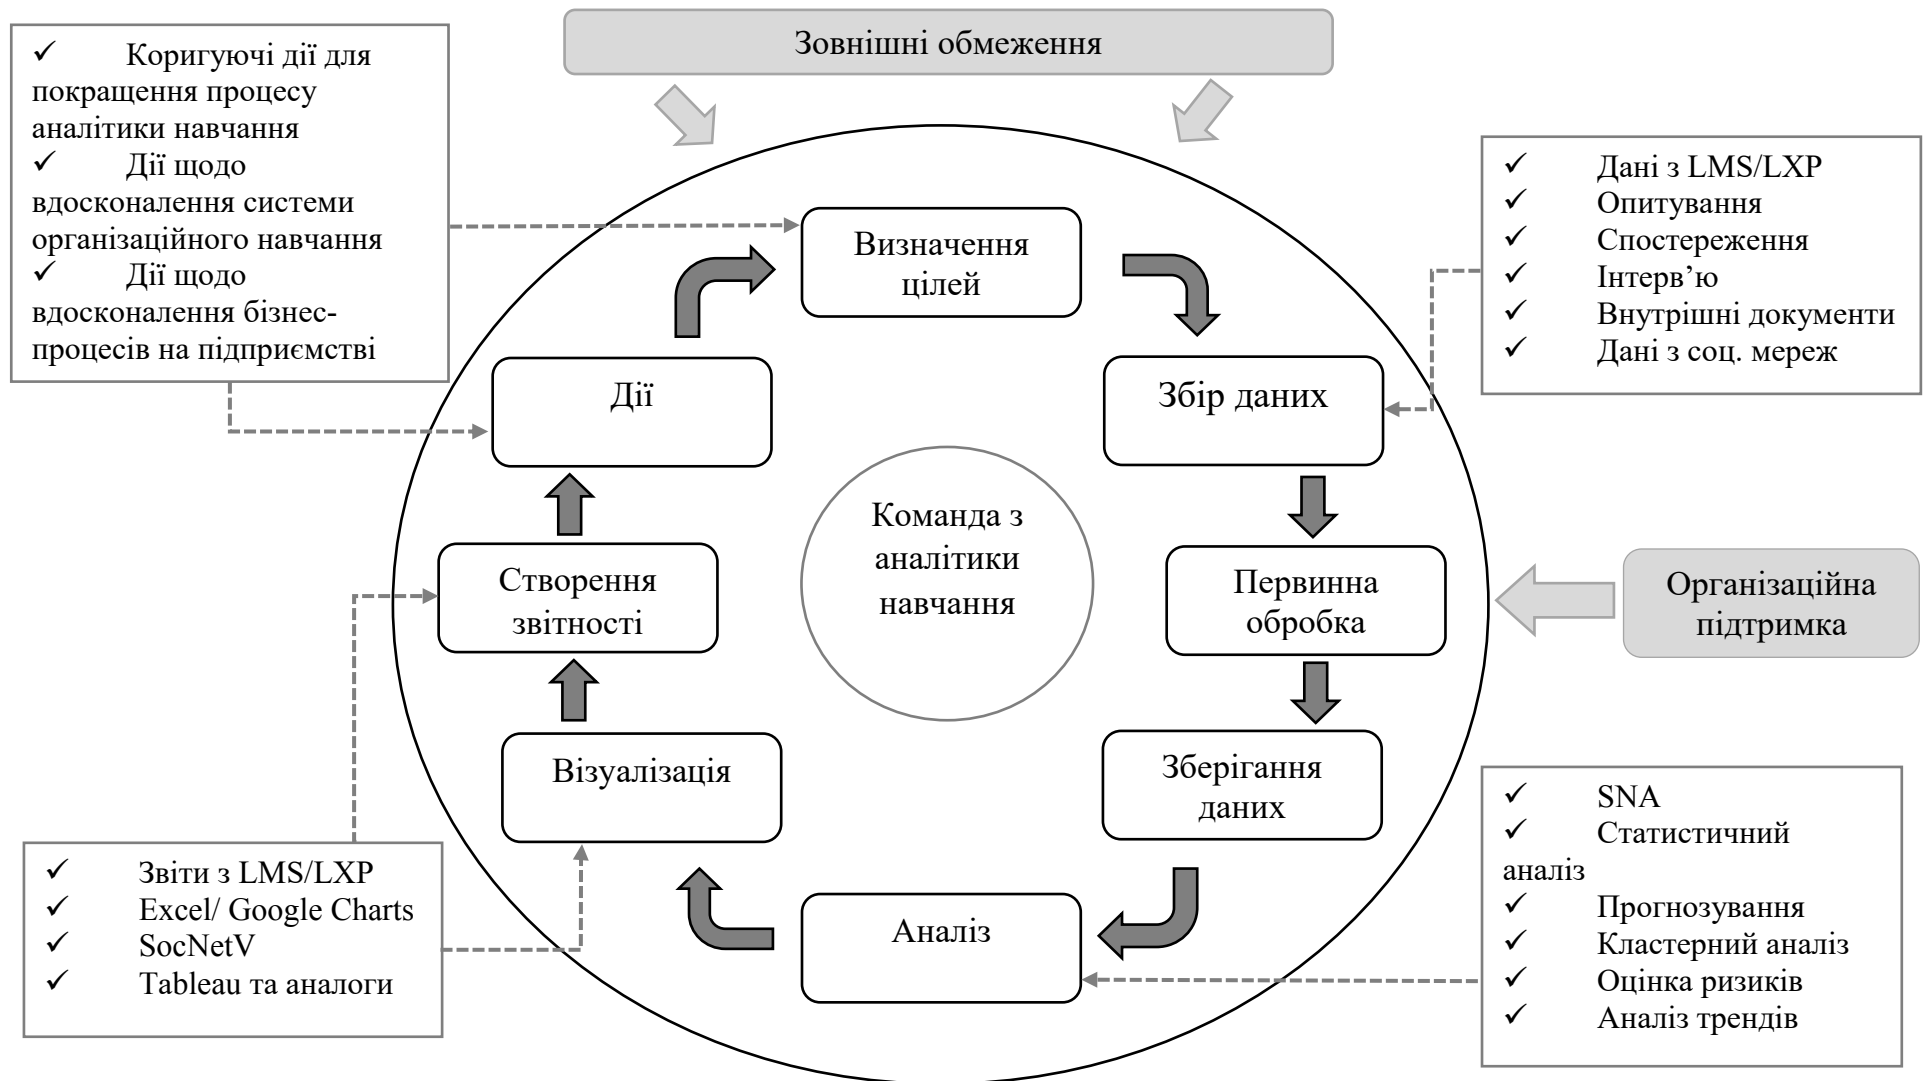 Зовнішні обмеження
✓ Коригуючі дії для
покращення процесу
аналітики навчання
✓ Дії щодо
вдосконалення системи
організаційного навчання
✓ Дії щодо
вдосконалення бізнес-
процесів на підприємстві
✓ Дані з LMS/LXP
✓ Опитування
✓ Спостереження
✓ Інтерв’ю
✓ Внутрішні документи
✓ Дані з соц. мереж
Визначення
цілей
Дії
Збір даних
Команда з
аналітики
навчання
Створення
звітності
Первинна
обробка
Організаційна
підтримка
Візуалізація
Зберігання
даних
Аналіз
✓ Звіти з LMS/LXP
✓ Excel/ Google Charts
✓ SocNetV
✓ Tableau та аналоги
✓ SNA
✓ Статистичний
аналіз
✓ Прогнозування
✓ Кластерний аналіз
✓ Оцінка ризиків
✓ Аналіз трендів